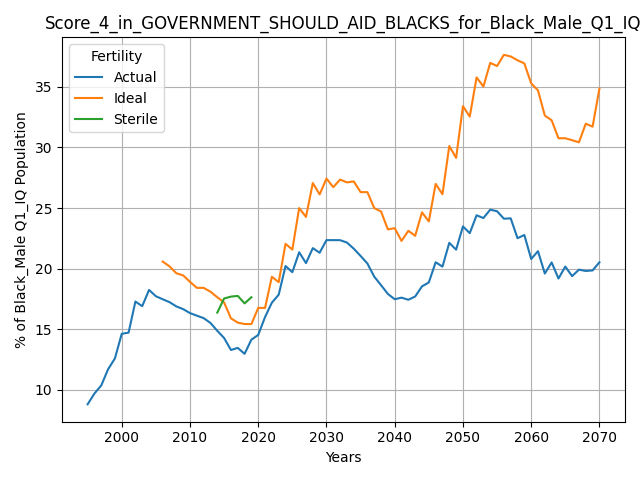 Score_4_in_GOVERNMENT_SHOULD_AID_BLACKS_for_Black_Male_Q1_IQ
Fertility
Actual
Ideal
Sterile
% of Black_Male Q1_IQ Population
35
30
25
20
15
10
2000 2010 2020 2030 2040 2050 2060 2070
Years